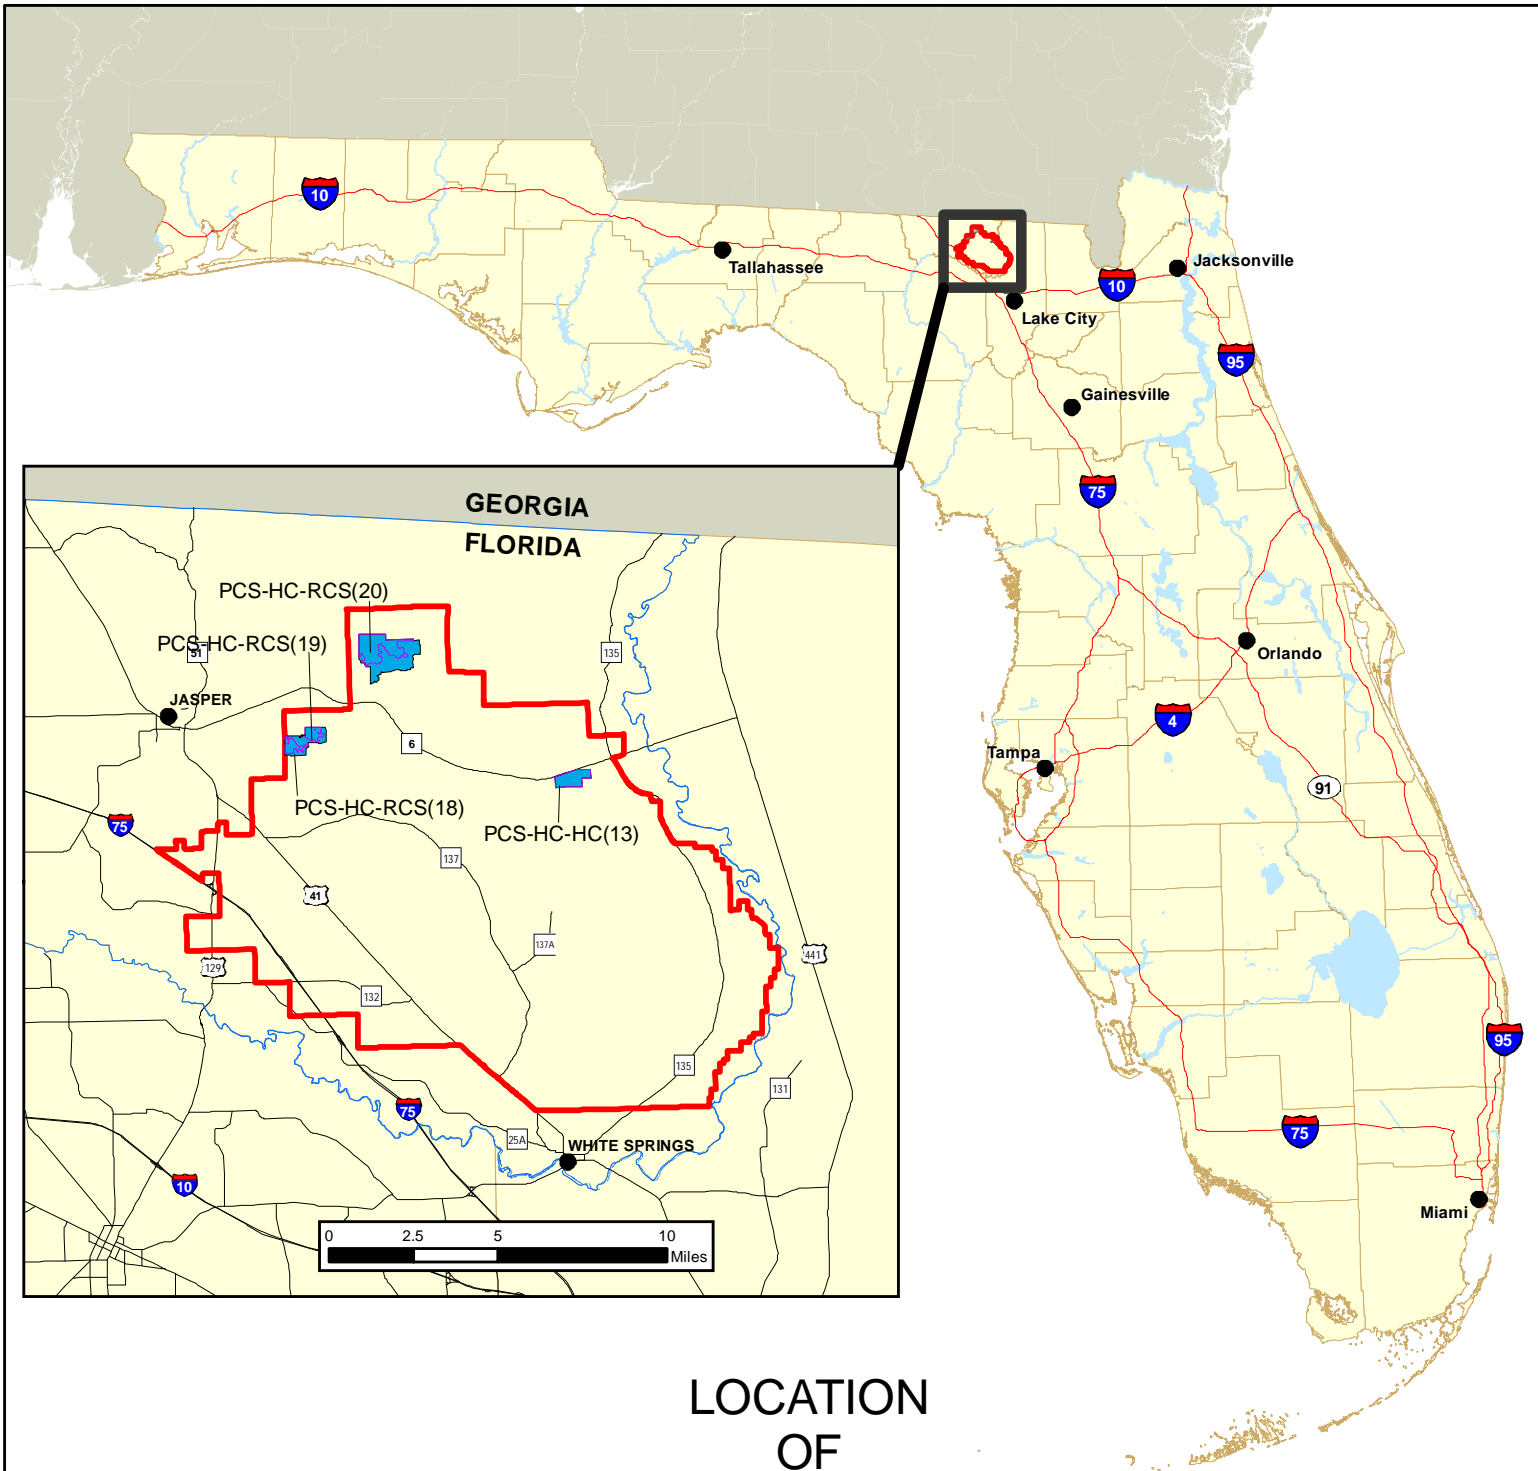 10
Tallahassee
Jacksonville
10
Lake City
95
Gainesville
75
Orlando
4
Tampa
91
95
75
Miami
GEORGIA
FLORIDA
PCS-HC-RCS(20)
PCS-HC-RCS(19)
51
135
JASPER
6
PCS-HC-RCS(18)
75
PCS-HC-HC(13)
137
41
137A
441
129
132
135
131
75
25A
WHITE SPRINGS
10
0 2.5 5 10
Miles
LOCATION
OF